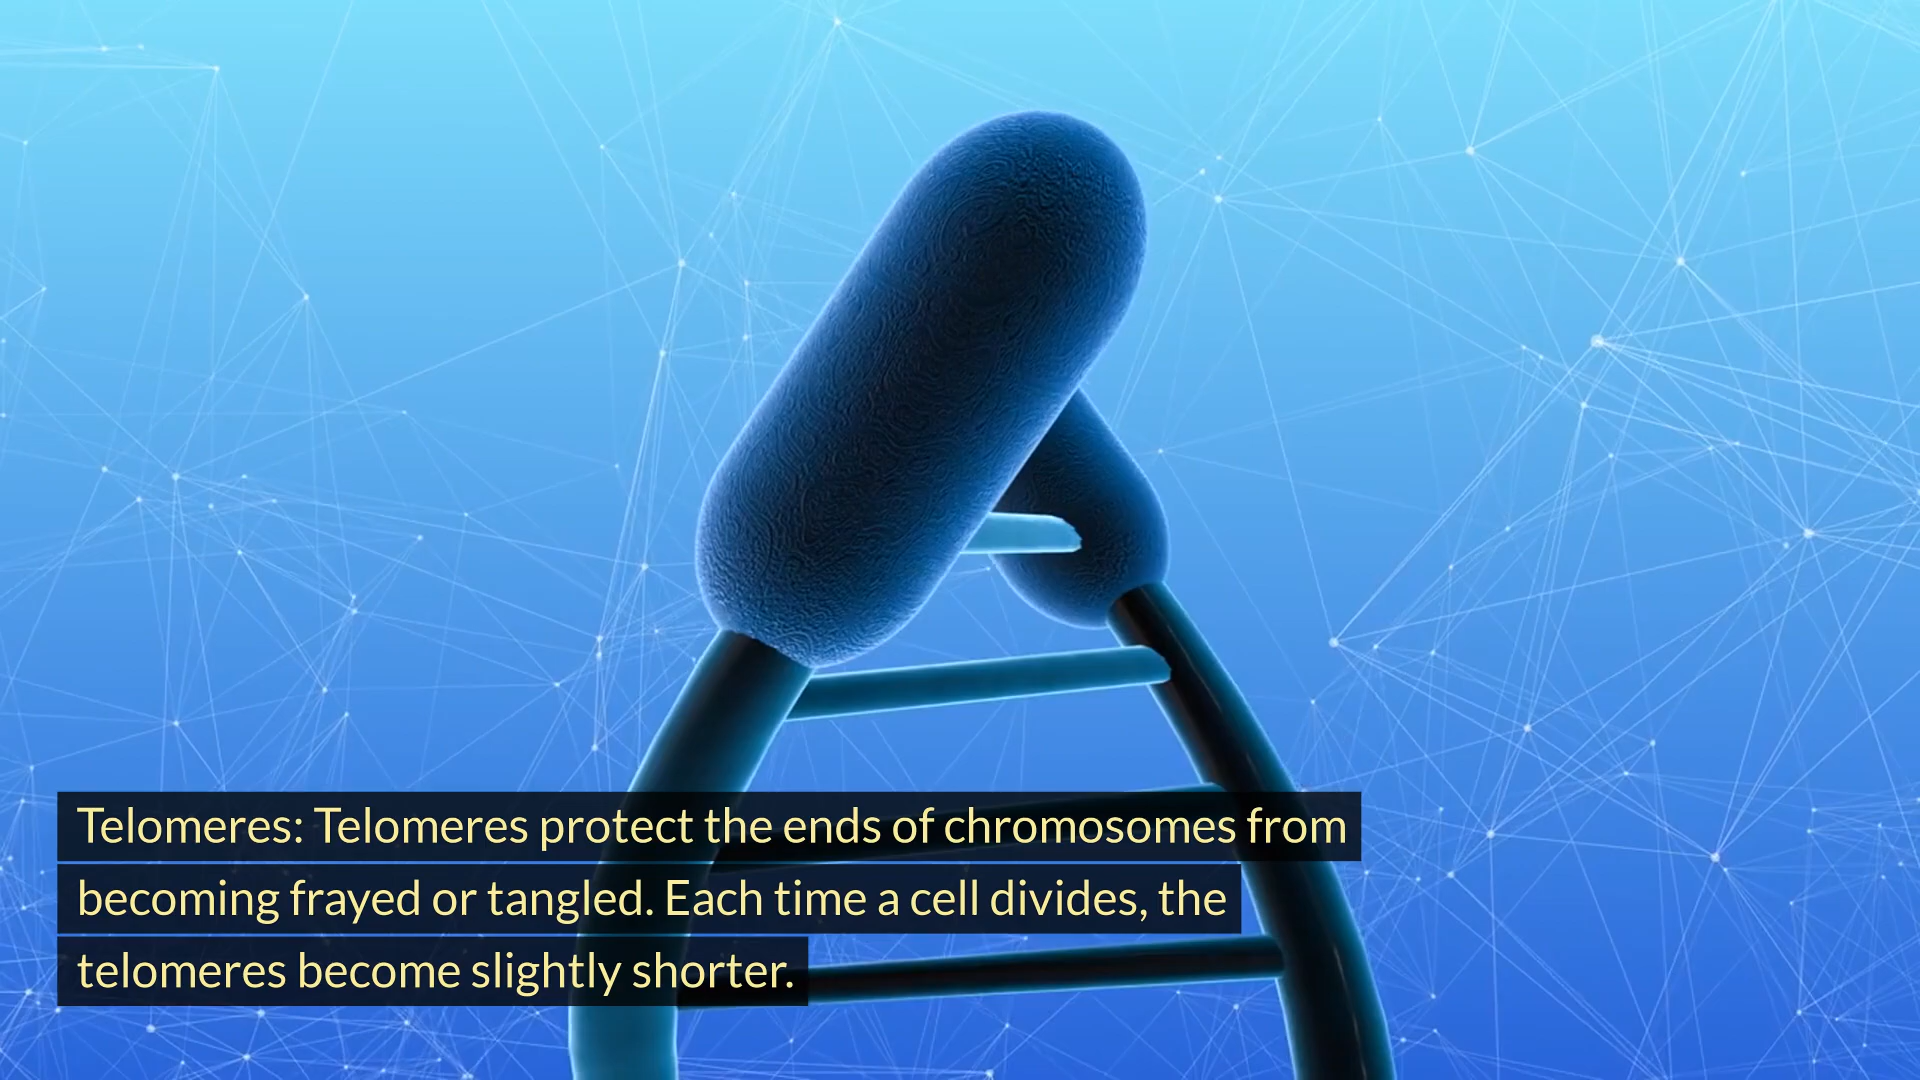 Telomeres: Telomeres protect the ends of chromosomes from
becoming frayed or tangled. Each time a cell divides, the
telomeres become slightly shorter.